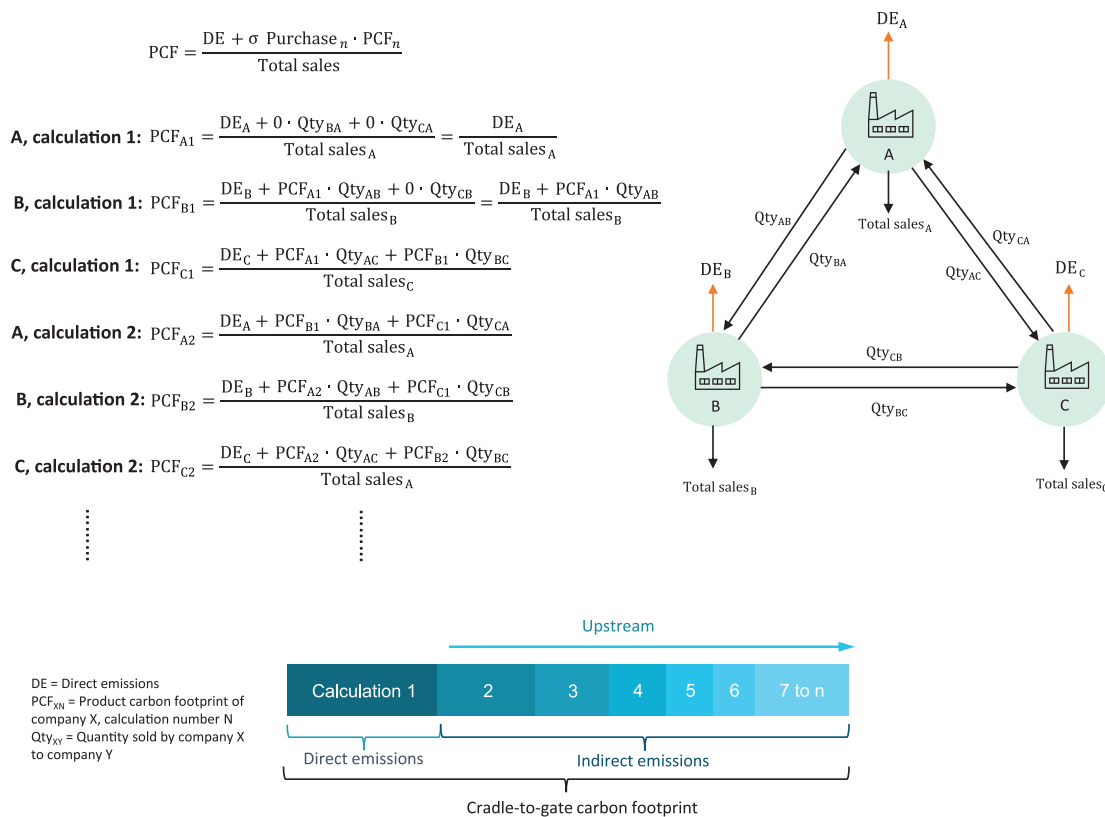 PCF = (DE + σ Purchase_n · PCF_n) / Total sales
A, calculation 1: PCF_A1 = (DE_A + 0 · Qty_BA + 0 · Qty_CA) / Total sales_A = DE_A / Total sales_A
B, calculation 1: PCF_B1 = (DE_B + PCF_A1 · Qty_AB + 0 · Qty_CB) / Total sales_B = (DE_B + PCF_A1 · Qty_AB) / Total sales_B
C, calculation 1: PCF_C1 = (DE_C + PCF_A1 · Qty_AC + PCF_B1 · Qty_BC) / Total sales_C
A, calculation 2: PCF_A2 = (DE_A + PCF_B1 · Qty_BA + PCF_C1 · Qty_CA) / Total sales_A
B, calculation 2: PCF_B2 = (DE_B + PCF_A2 · Qty_AB + PCF_C1 · Qty_CB) / Total sales_B
C, calculation 2: PCF_C2 = (DE_C + PCF_A2 · Qty_AC + PCF_B2 · Qty_BC) / Total sales_A
DE_A
A
Total sales_A
Qty_AB
Qty_BA
Qty_CA
Qty_AC
DE_B
DE_C
Qty_CB
Qty_BC
B
C
Total sales_B
Total sales_C
Upstream
Calculation 1
2
3
4
5
6
7 to n
Direct emissions
Indirect emissions
Cradle-to-gate carbon footprint
DE = Direct emissions
PCF_XN = Product carbon footprint of
company X, calculation number N
Qty_XY = Quantity sold by company X
to company Y